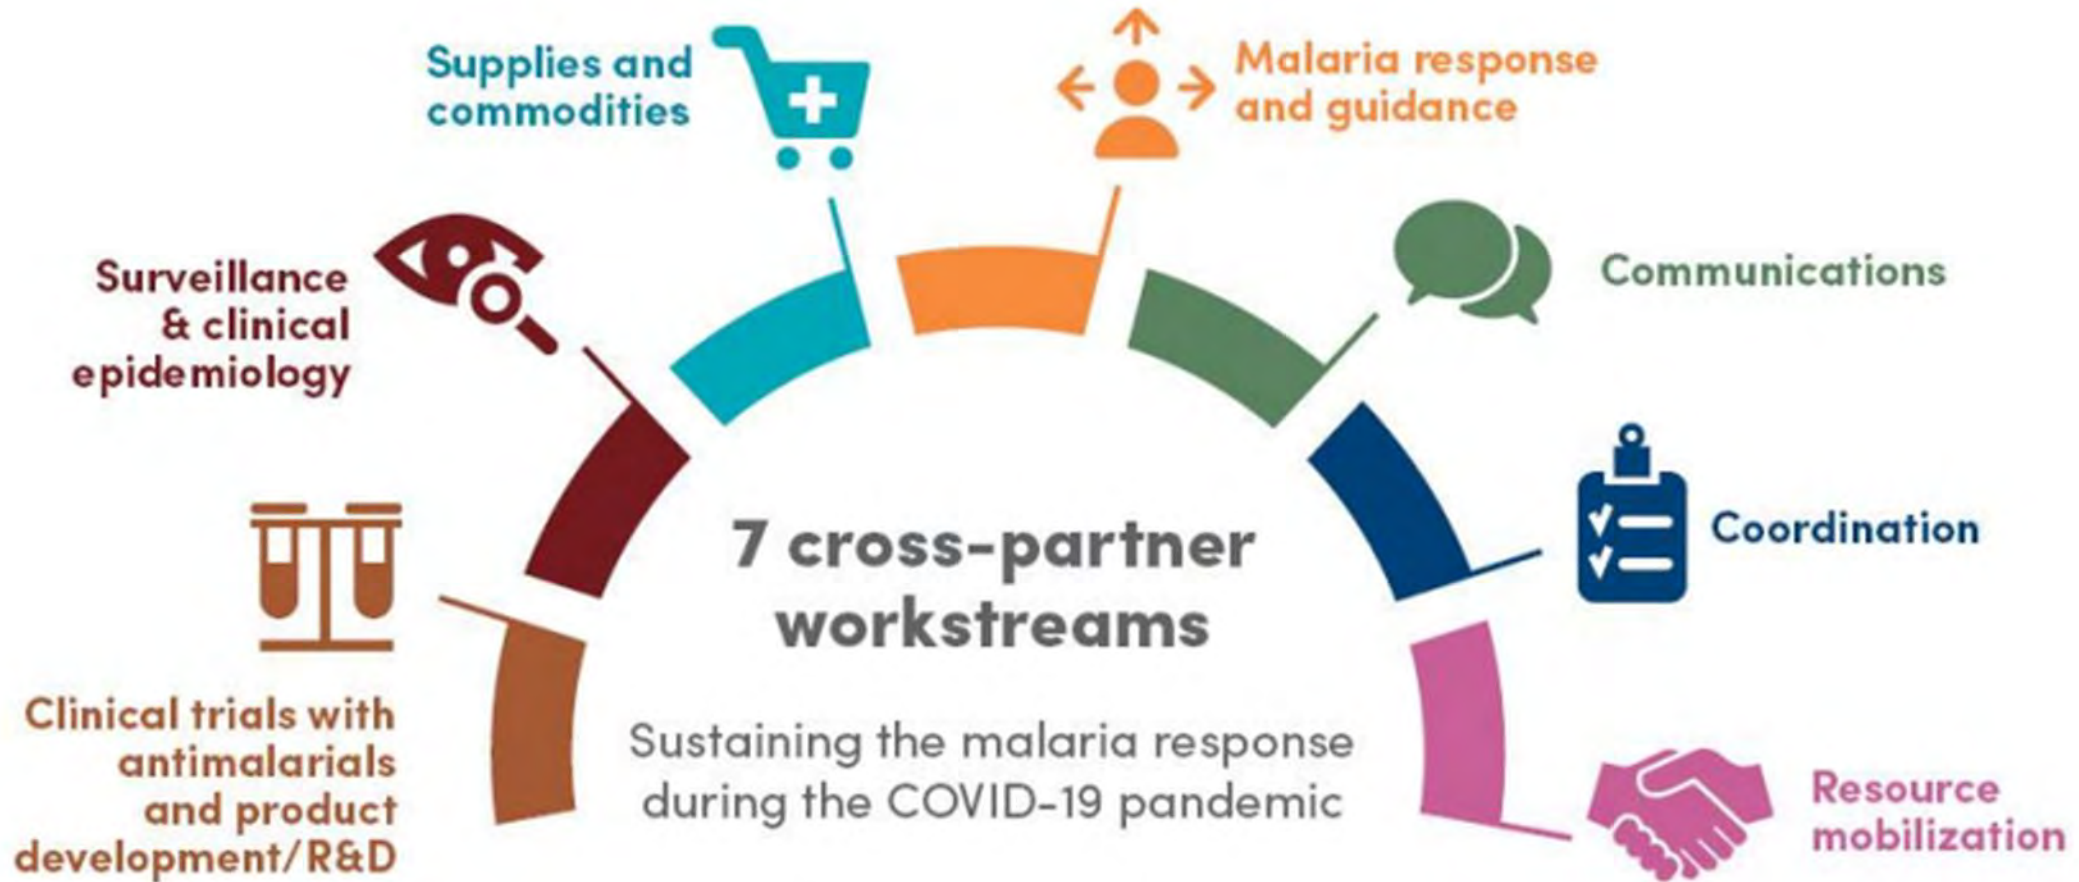 Supplies and
commodities
Malaria response
and guidance
Surveillance
& clinical
epidemiology
Communications
Coordination
7 cross-partner
workstreams
Clinical trials with
antimalarials
and product
development/R&D
Sustaining the malaria response
during the COVID-19 pandemic
Resource
mobilization